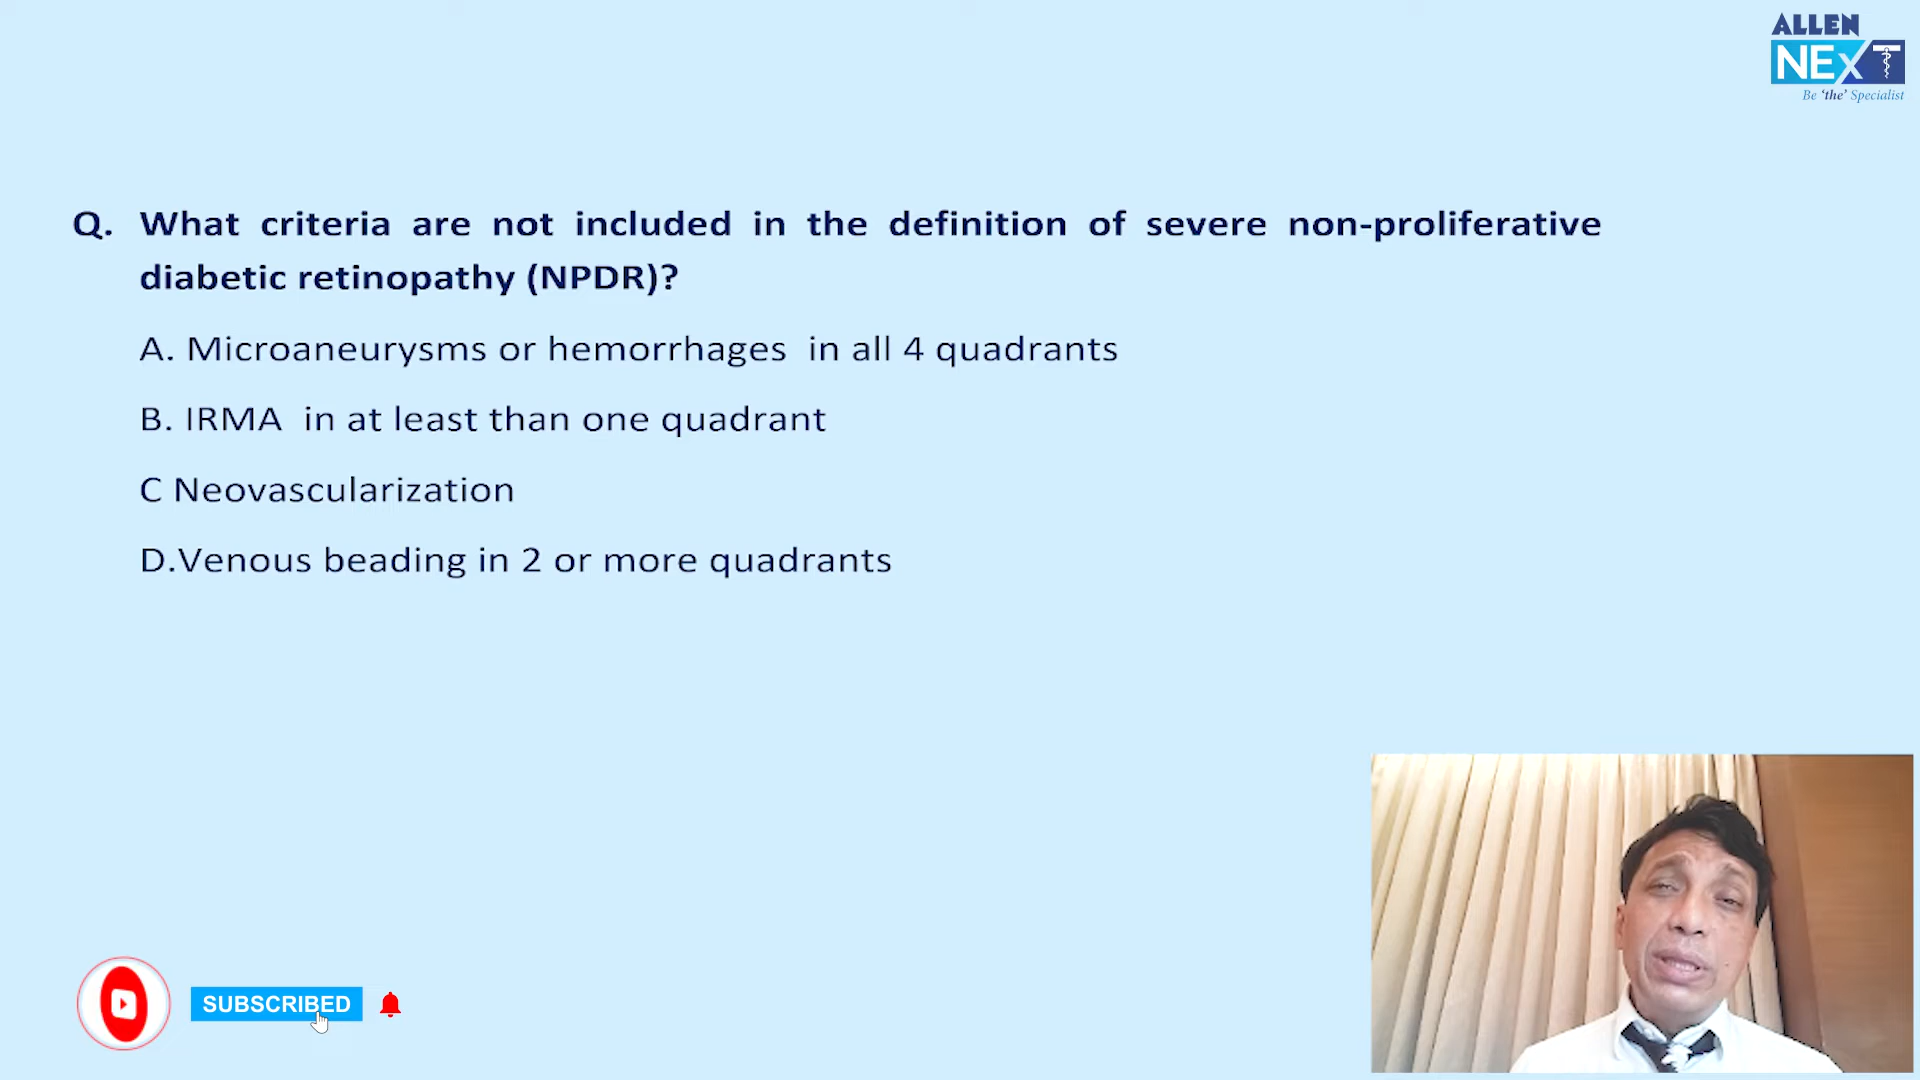 ALLEN
NEXT
Be 'the' Specialist
Q. What criteria are not included in the definition of severe non-proliferative
diabetic retinopathy (NPDR)?
A. Microaneurysms or hemorrhages in all 4 quadrants
B. IRMA in at least than one quadrant
C Neovascularization
D.Venous beading in 2 or more quadrants
SUBSCRIBED